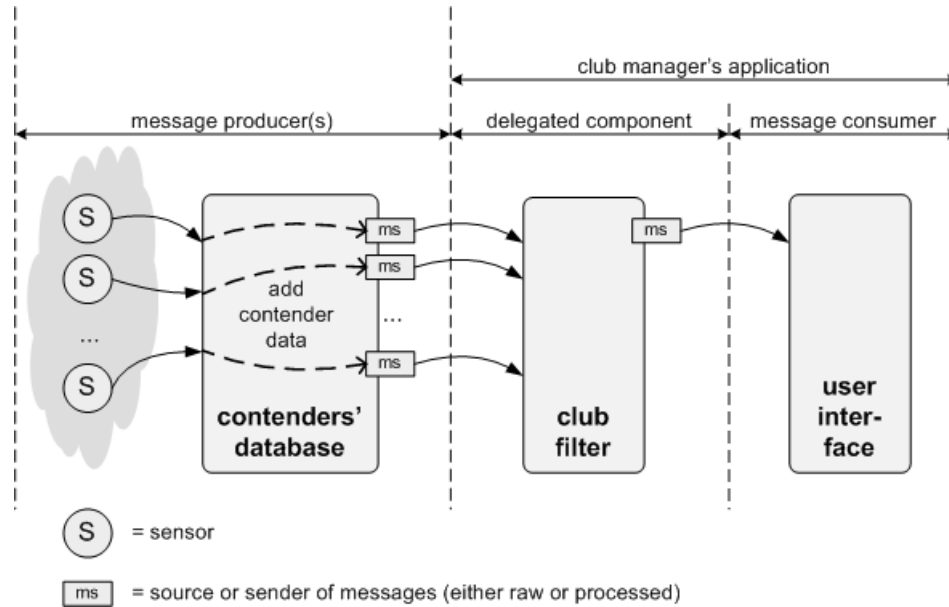 club manager's application
message producer(s)
delegated component
message consumer
S
S
...
S
add
contender
data
ms
ms
...
ms
contenders'
database
ms
club
filter
user
inter-
face
S = sensor
ms = source or sender of messages (either raw or processed)